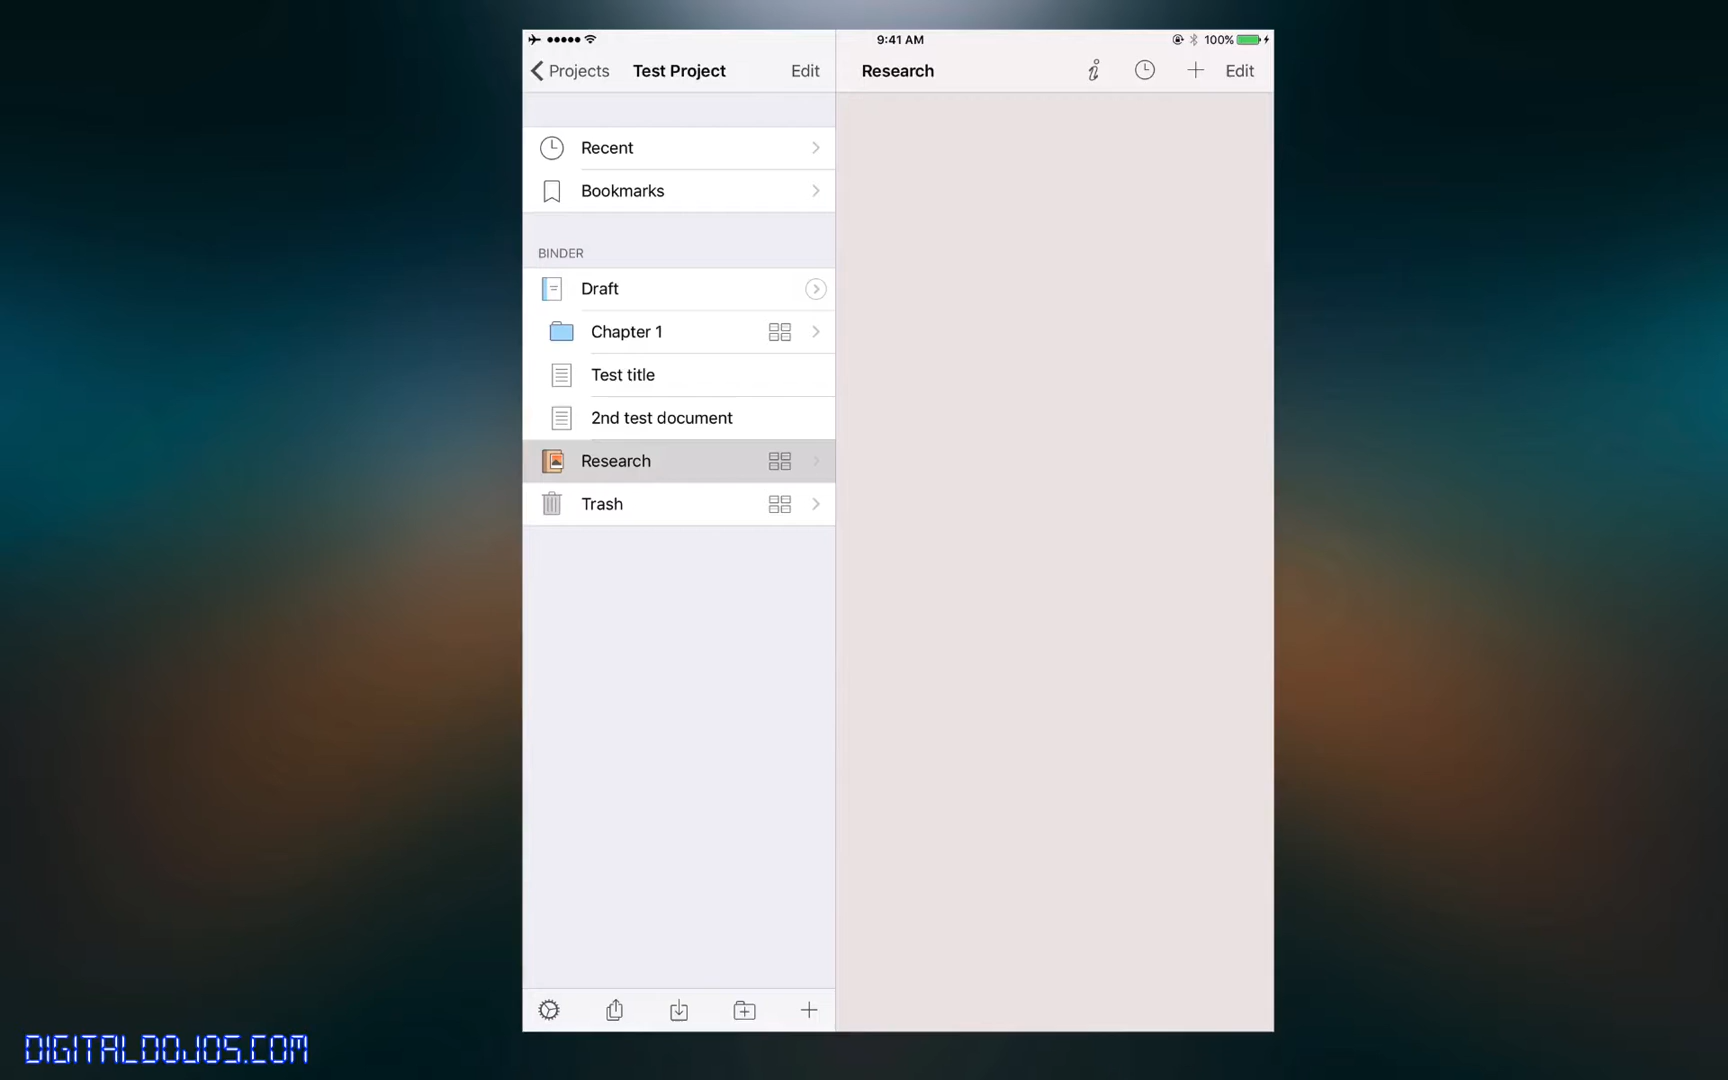 9:41 AM
100%
Projects
Test Project
Edit
Research
Edit
Recent
Bookmarks
BINDER
Draft
Chapter 1
Test title
2nd test document
Research
Trash
DIGITALDOJOS.COM